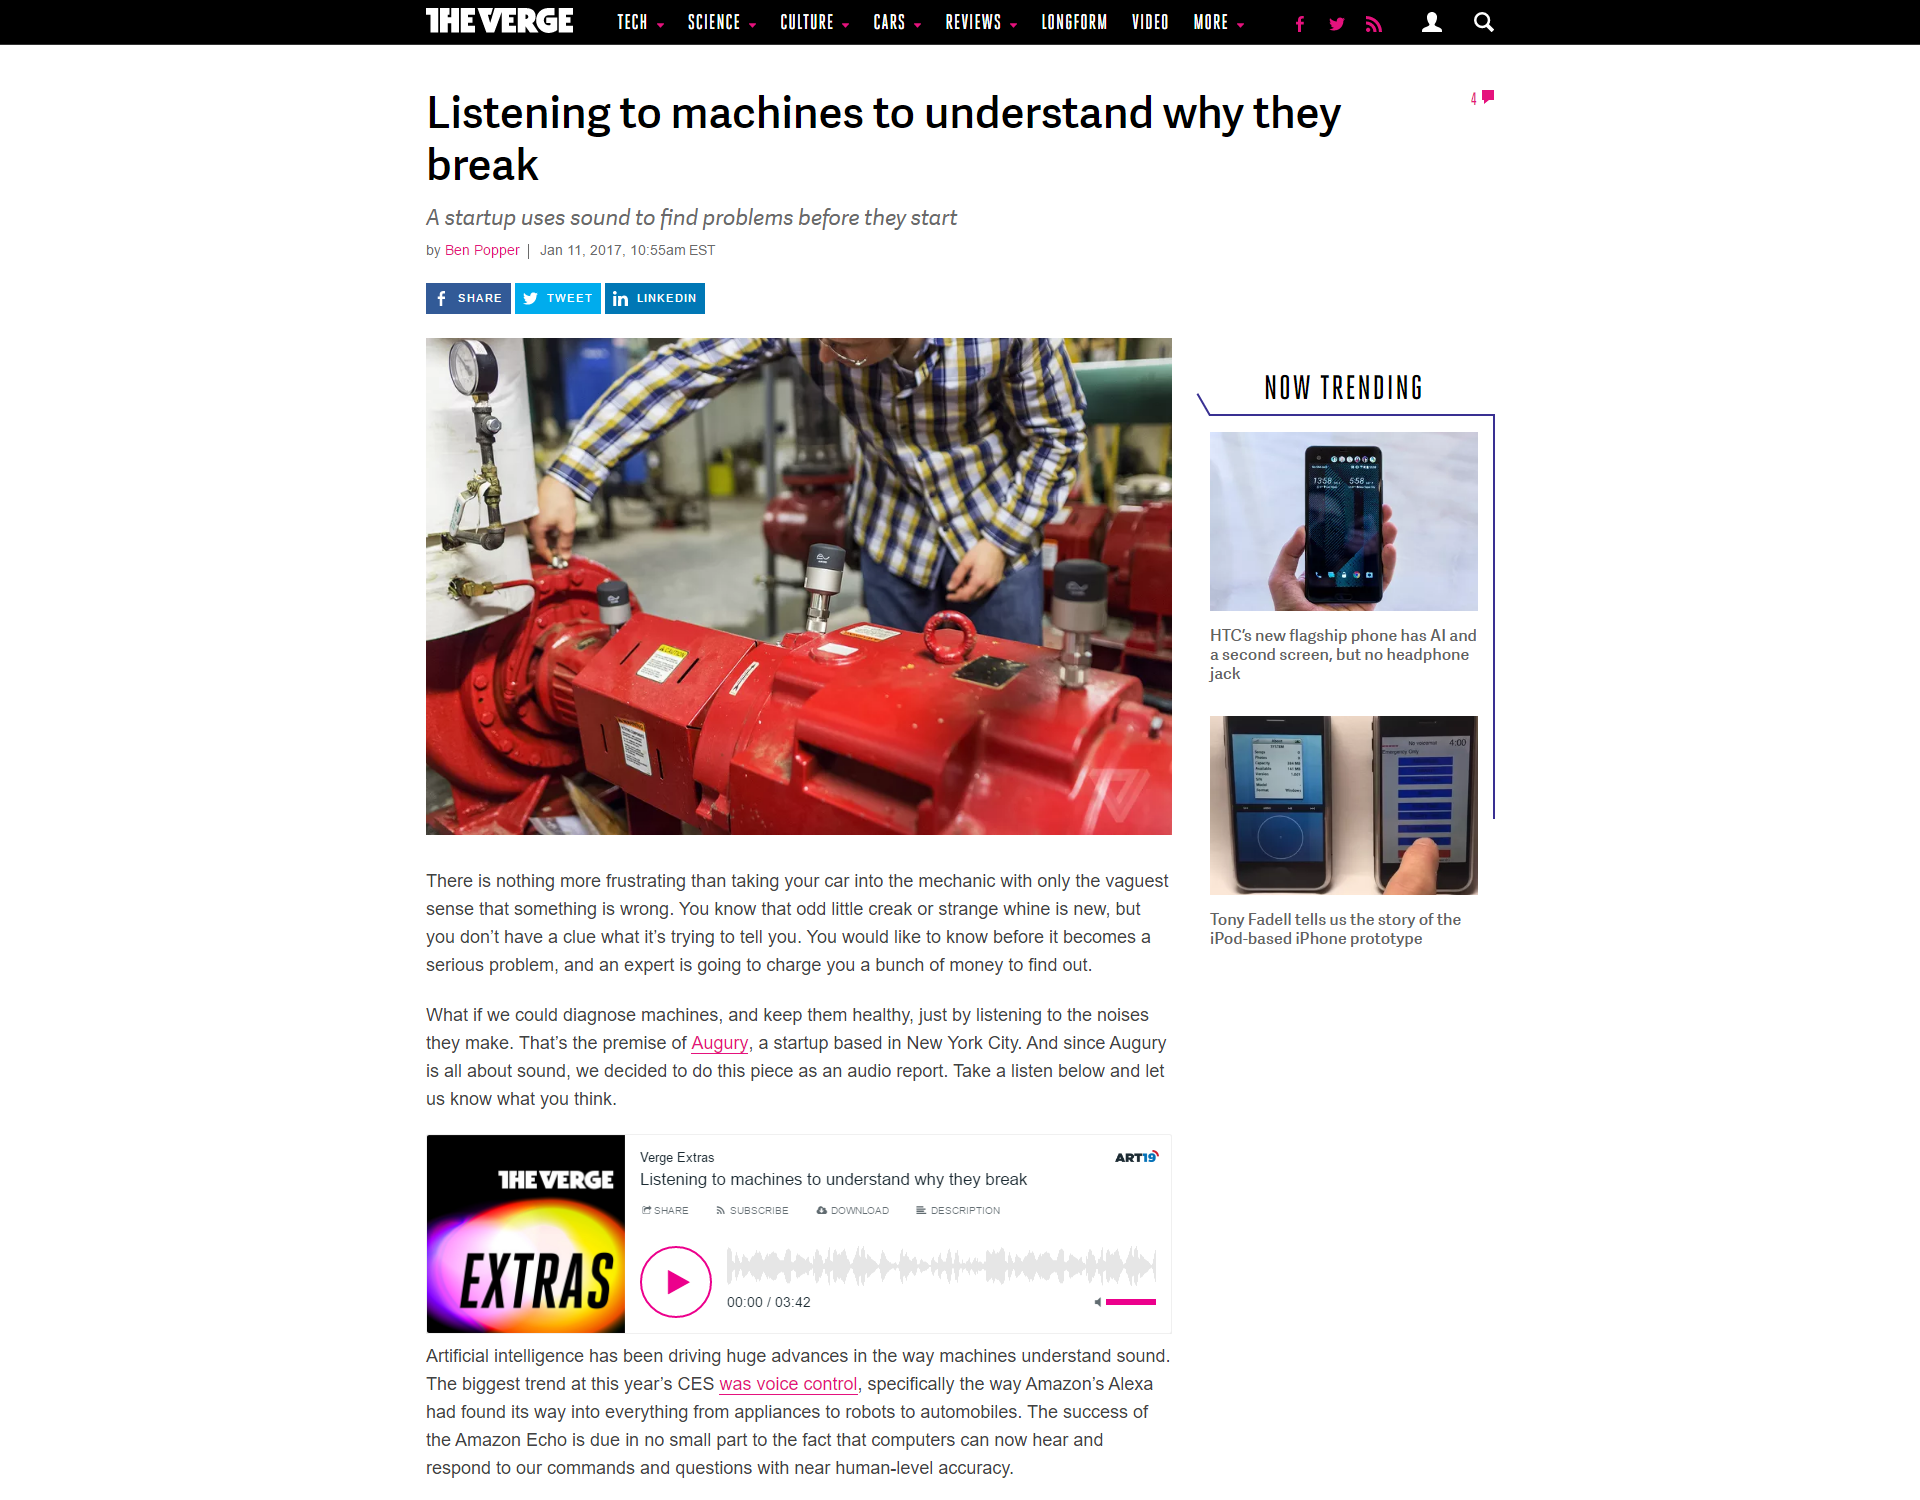 THE VERGE
TECH
SCIENCE
CULTURE
CARS
REVIEWS
LONGFORM
VIDEO
MORE
Listening to machines to understand why they
break
4
A startup uses sound to find problems before they start
by Ben Popper | Jan 11, 2017, 10:55am EST
SHARE
TWEET
LINKEDIN
NOW TRENDING
13:58
5:58
HTC's new flagship phone has AI and
a second screen, but no headphone
jack
4:00
Tony Fadell tells us the story of the
iPod-based iPhone prototype
There is nothing more frustrating than taking your car into the mechanic with only the vaguest
sense that something is wrong. You know that odd little creak or strange whine is new, but
you don't have a clue what it's trying to tell you. You would like to know before it becomes a
serious problem, and an expert is going to charge you a bunch of money to find out.
What if we could diagnose machines, and keep them healthy, just by listening to the noises
they make. That's the premise of Augury, a startup based in New York City. And since Augury
is all about sound, we decided to do this piece as an audio report. Take a listen below and let
us know what you think.
THE VERGE
EXTRAS
Verge Extras
ART19
Listening to machines to understand why they break
SHARE
SUBSCRIBE
DOWNLOAD
DESCRIPTION
00:00 / 03:42
Artificial intelligence has been driving huge advances in the way machines understand sound.
The biggest trend at this year's CES was voice control, specifically the way Amazon's Alexa
had found its way into everything from appliances to robots to automobiles. The success of
the Amazon Echo is due in no small part to the fact that computers can now hear and
respond to our commands and questions with near human-level accuracy.